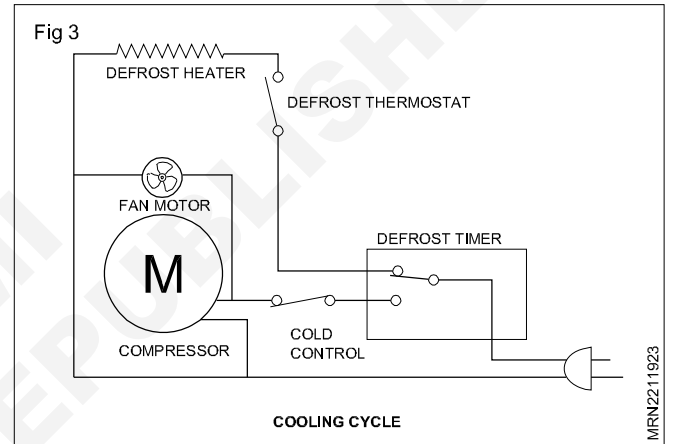 Fig 3
DEFROST HEATER
DEFROST THERMOSTAT
FAN MOTOR
M
COMPRESSOR
DEFROST TIMER
COLD
CONTROL
COOLING CYCLE
MRN2211923